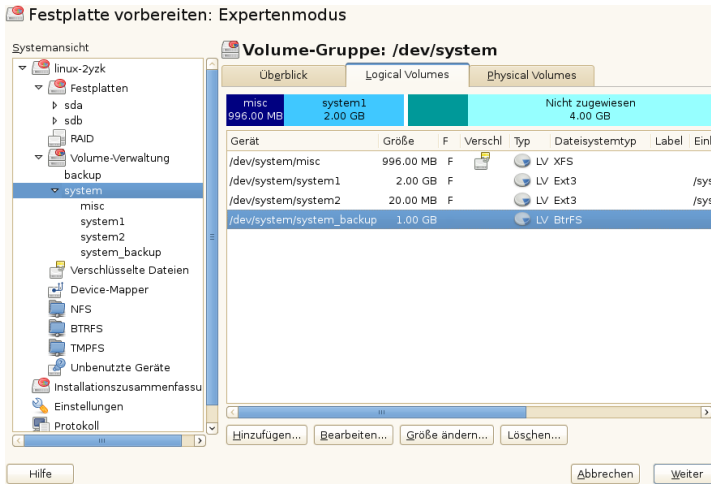 Festplatte vorbereiten: Expertenmodus
Systemansicht
linux-2yzk
Festplatten
sda
sdb
RAID
Volume-Verwaltung
backup
system
misc
system1
system2
system_backup
Verschlüsselte Dateien
Device-Mapper
NFS
BTRFS
TMPFS
Unbenutzte Geräte
Installationszusammenfassu
Einstellungen
Protokoll
Volume-Gruppe: /dev/system
Überblick Logical Volumes Physical Volumes
misc system1 Nicht zugewiesen
996.00 MB 2.00 GB 4.00 GB
Gerät Größe F Verschl Typ Dateisystemtyp Label Einl
/dev/system/misc 996.00 MB F LV XFS
/dev/system/system1 2.00 GB F LV Ext3 /sys
/dev/system/system2 20.00 MB F LV Ext3 /sys
/dev/system/system_backup 1.00 GB LV BtrFS
Hinzufügen... Bearbeiten... Größe ändern... Löschen...
Hilfe Abbrechen Weiter